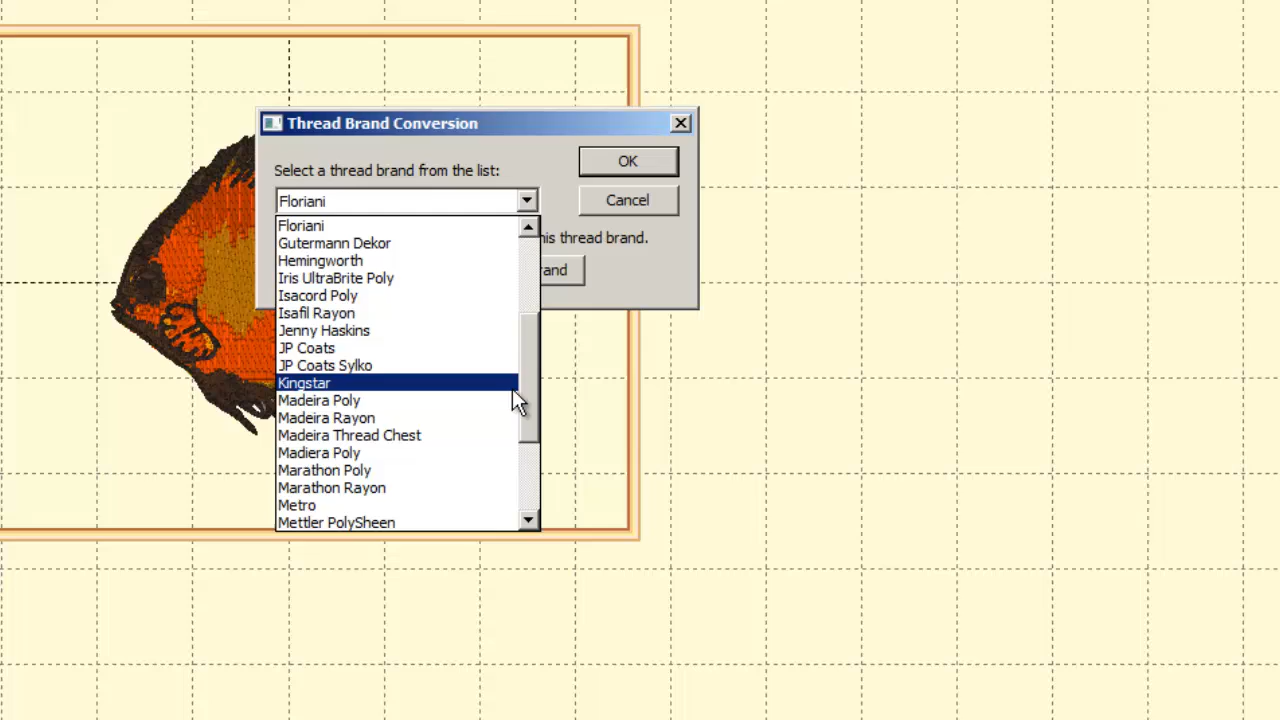 Thread Brand Conversion
Select a thread brand from the list:
OK
Floriani
Cancel
Floriani
Gutermann Dekor
Hemingworth
Iris UltraBrite Poly
Isacord Poly
Isafil Rayon
Jenny Haskins
JP Coats
JP Coats Sylko
Kingstar
Madeira Poly
Madeira Rayon
Madeira Thread Chest
Madiera Poly
Marathon Poly
Marathon Rayon
Metro
Mettler PolySheen
this thread brand.